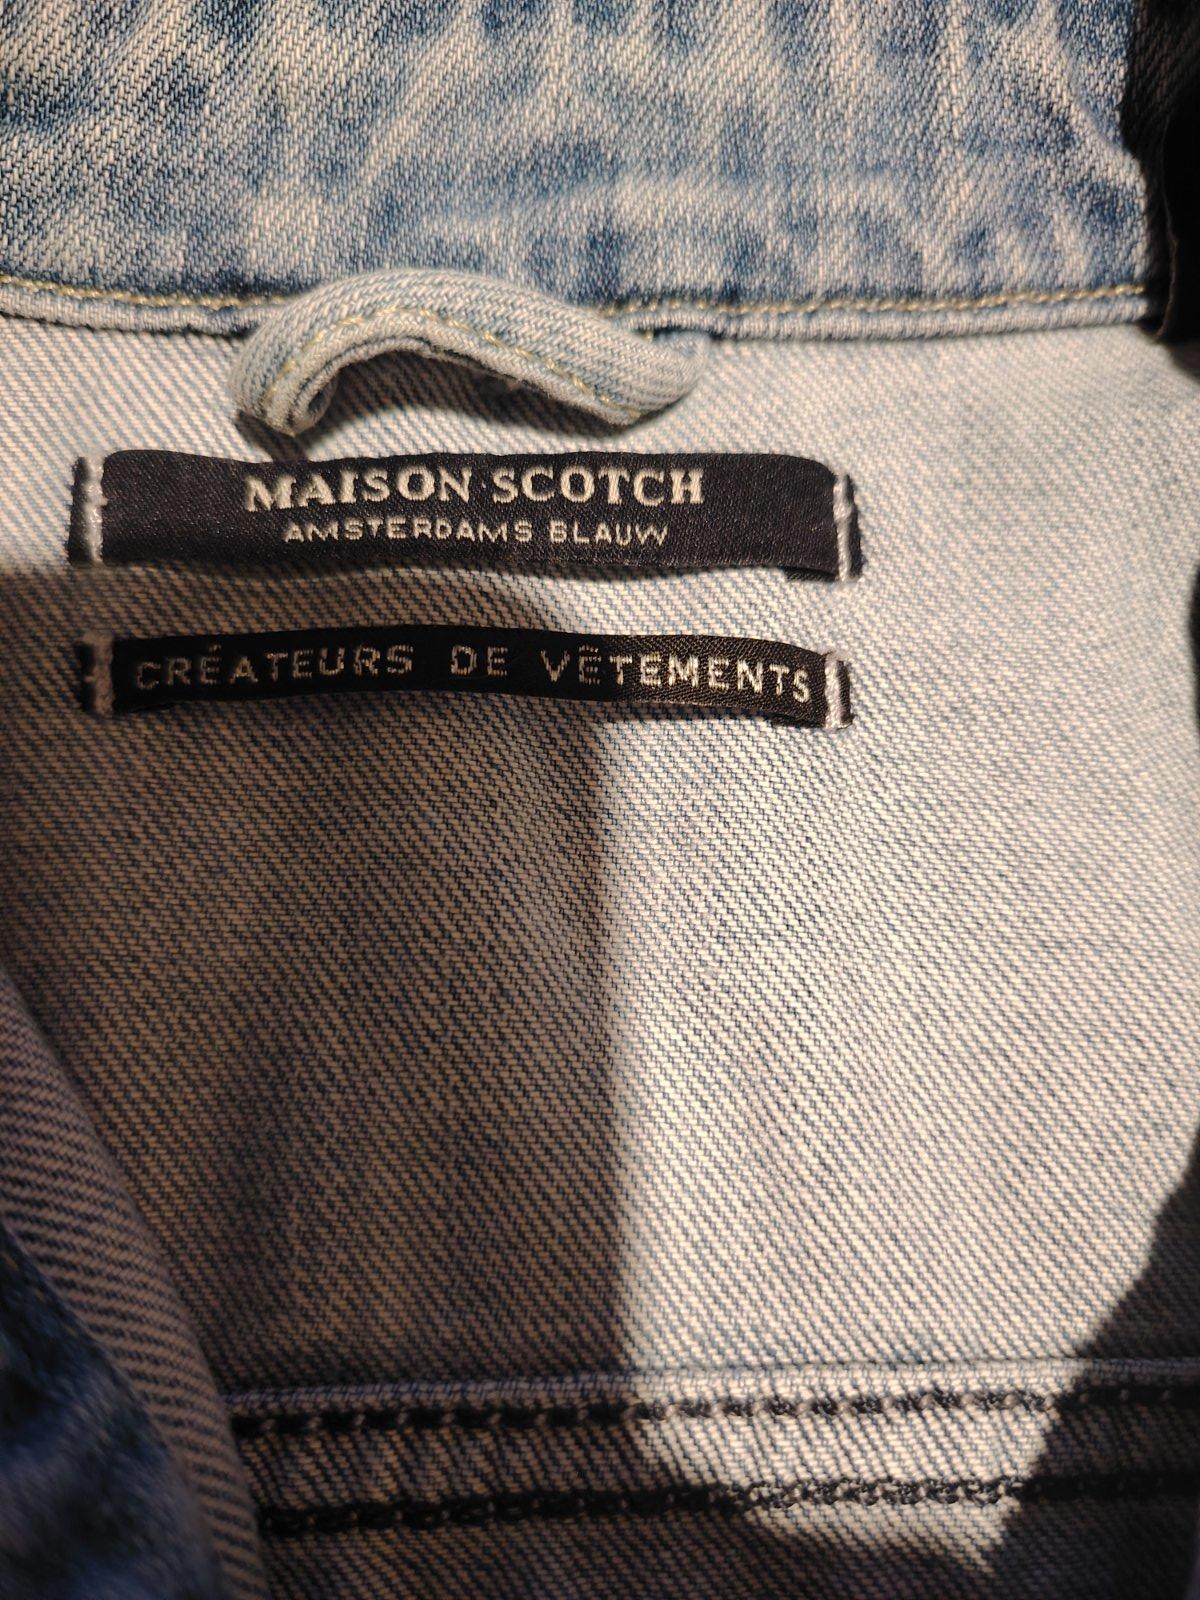 MAISON SCOTCH
AMSTERDAMS BLAUW
CRÉATEURS DE VÊTEMENTS